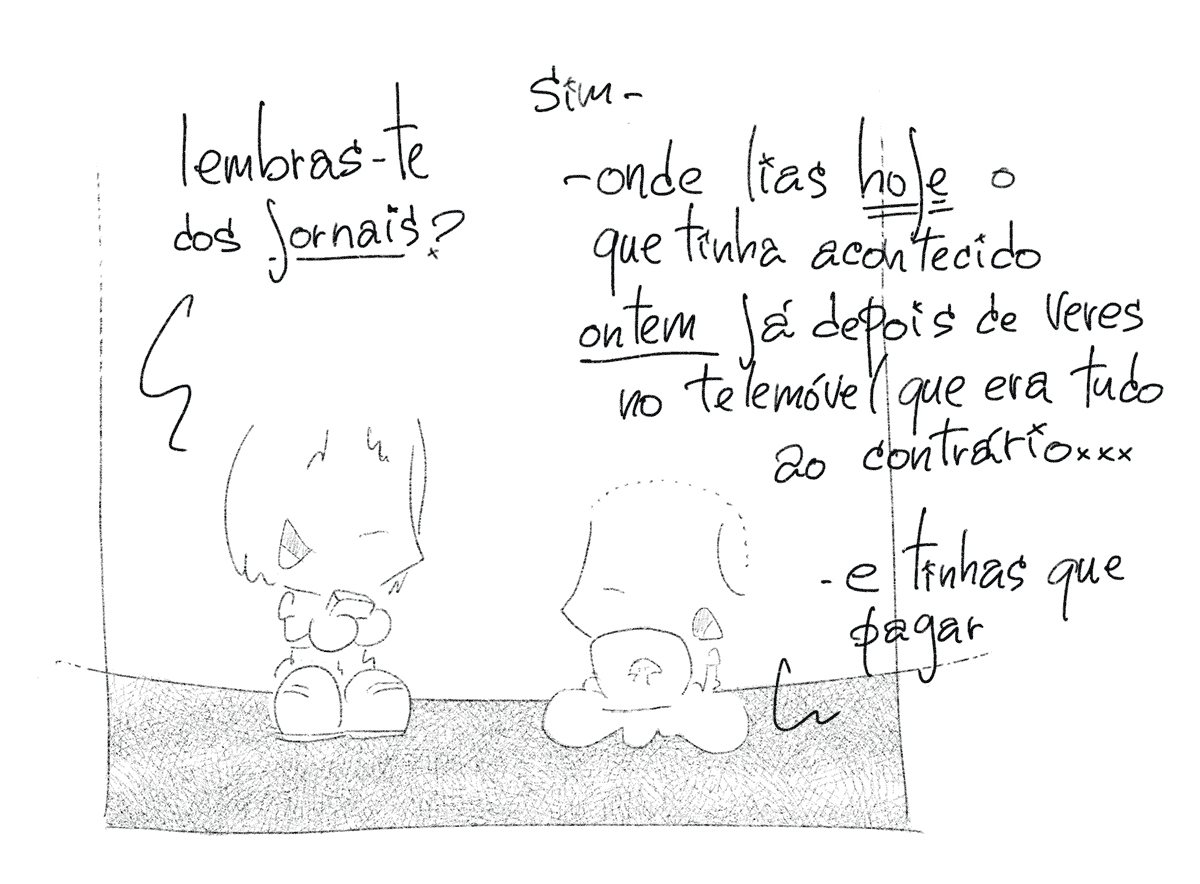 lembras-te
dos jornais?
sim-
-onde lias hoje o
que tinha acontecido
ontem já depois de veres
no telemóvel que era tudo
ao contrário...
-e tinhas que
pagar